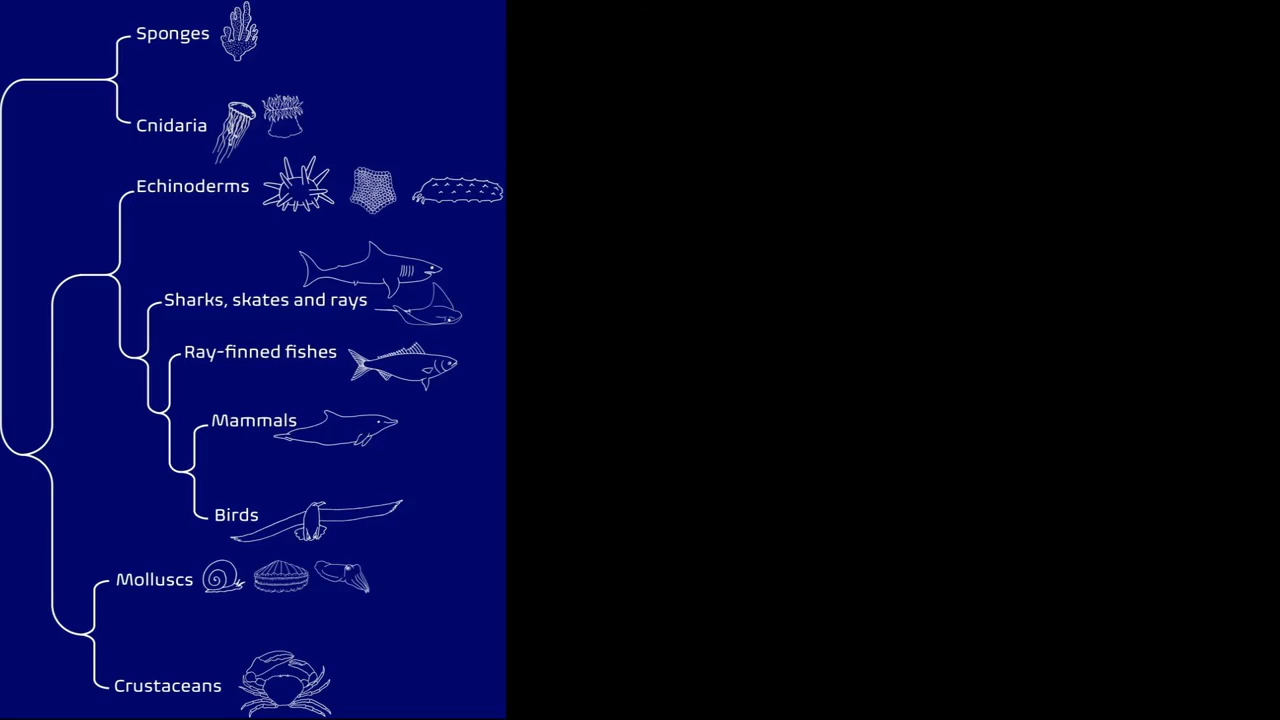 Sponges
Cnidaria
Echinoderms
Sharks, skates and rays
Ray-finned fishes
Mammals
Birds
Molluscs
Crustaceans